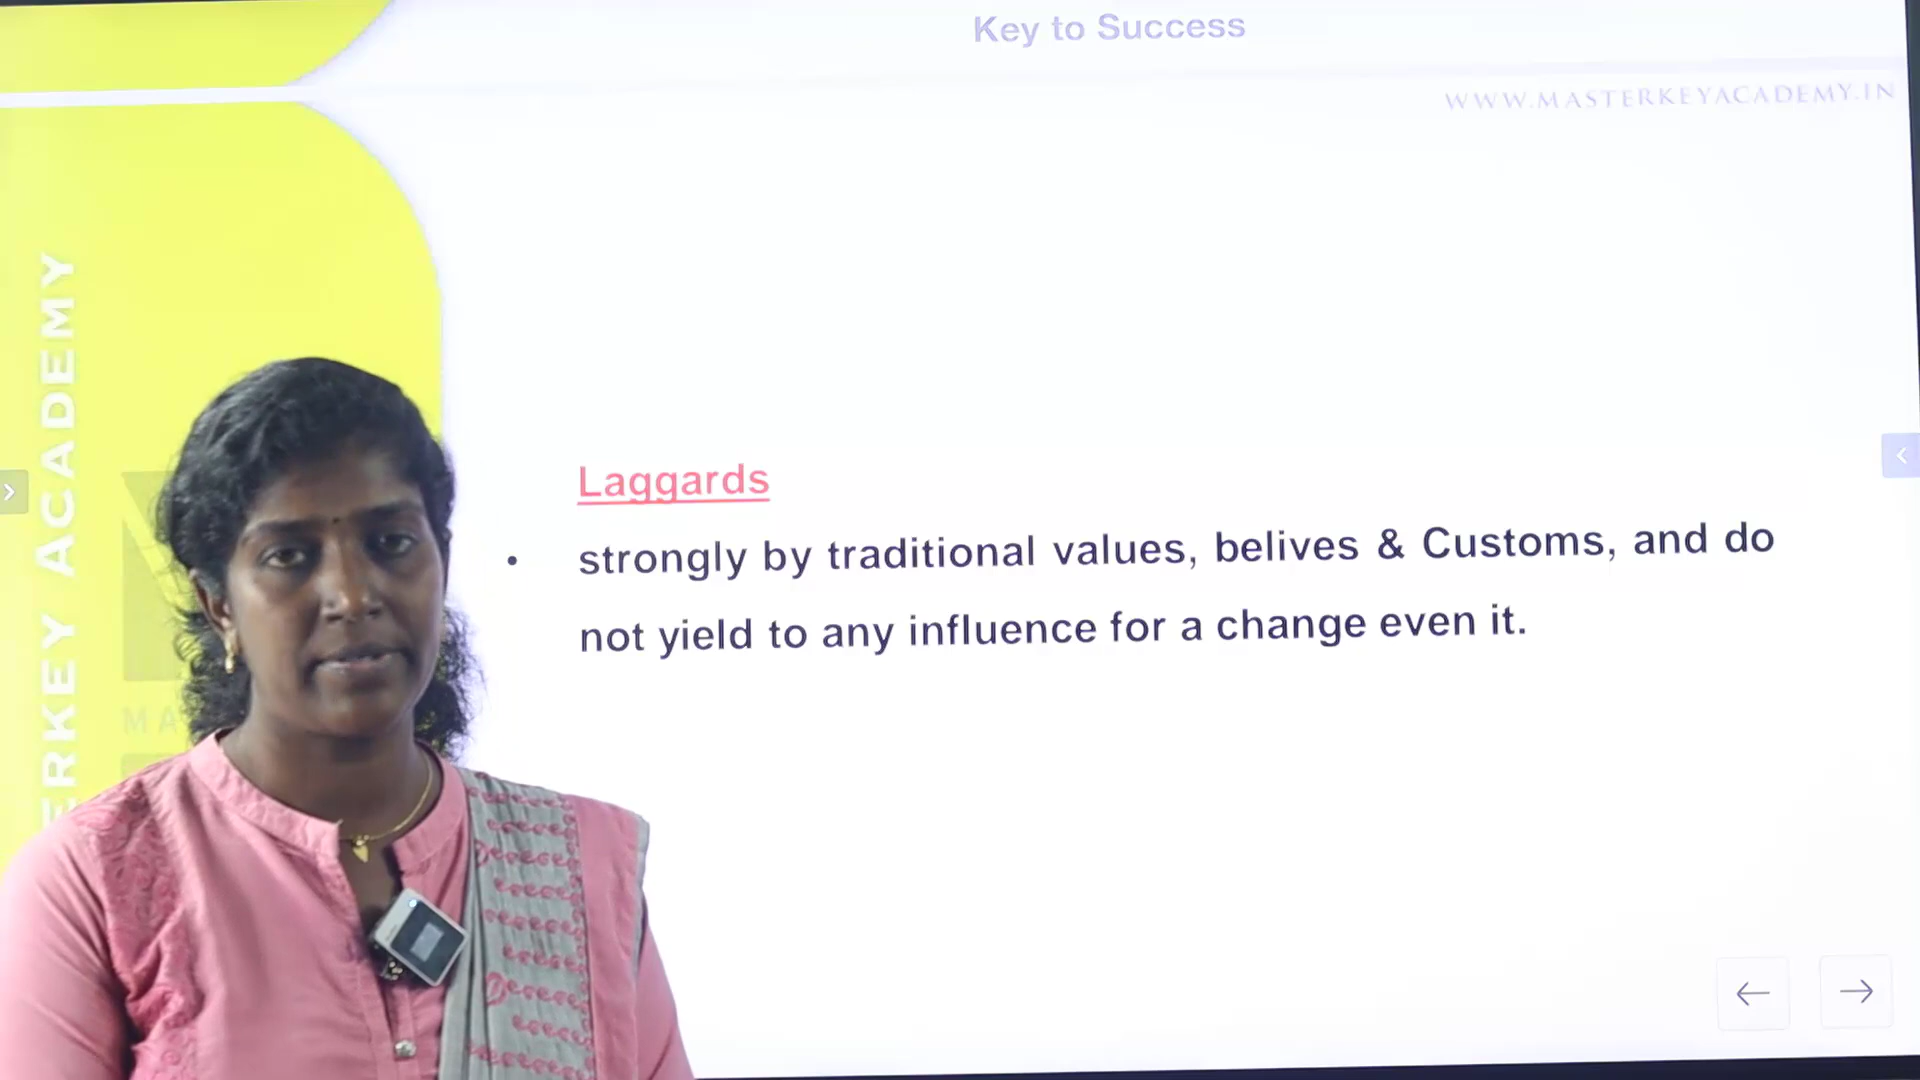 Key to Success
WWW.MASTERKEYACADEMY.IN
ERKEY ACADEMY
MA
Laggards
• strongly by traditional values, belives & Customs, and do
not yield to any influence for a change even it.